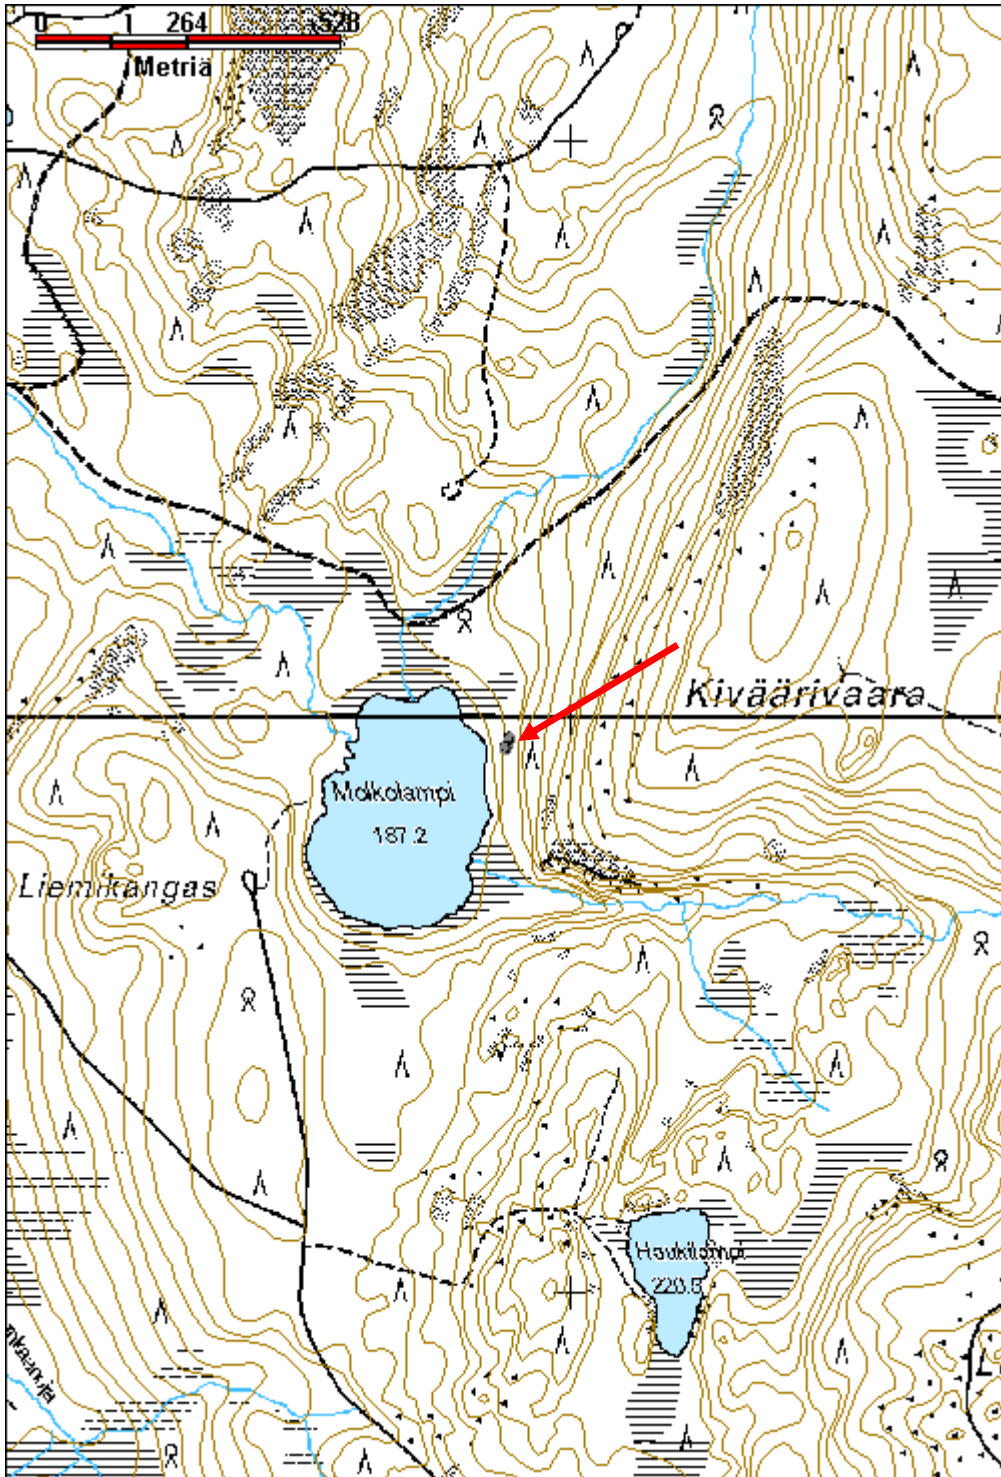 0 1 264 528
Metriä
Kiväärivaara
Molkolampi
187.2
Liemikangas
Haukilampi
220.5